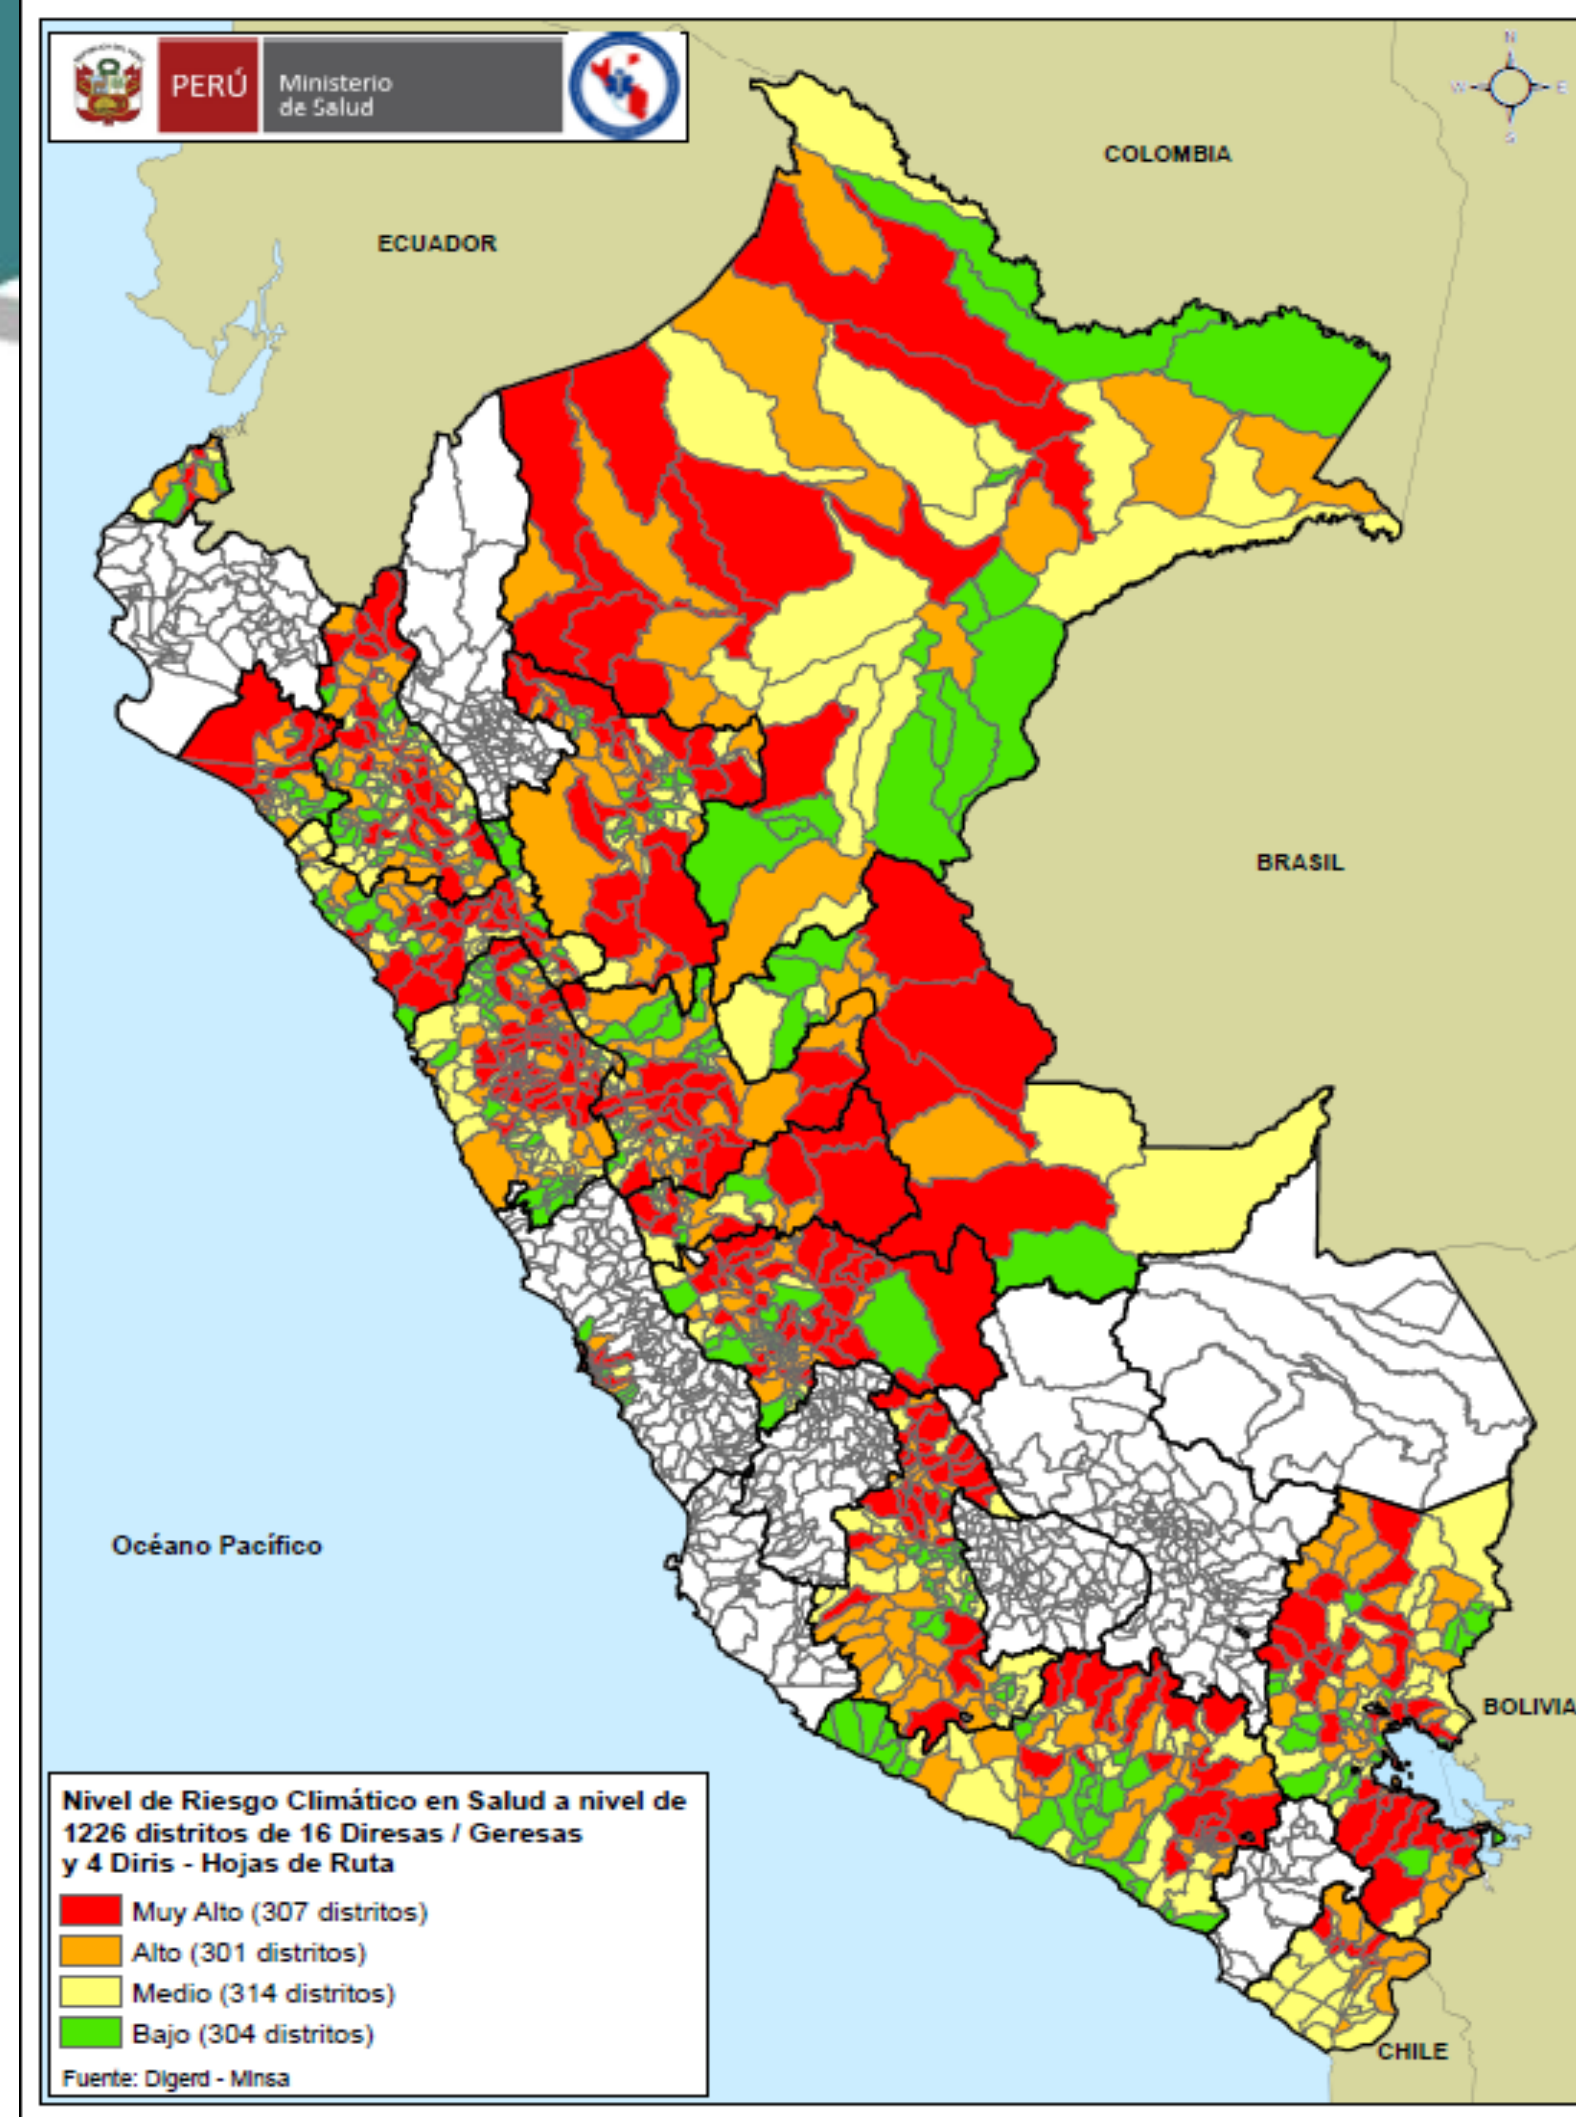 PERÚ
Ministerio
de Salud
N
W
E
S
COLOMBIA
ECUADOR
BRASIL
Océano Pacífico
BOLIVIA
CHILE
Nivel de Riesgo Climático en Salud a nivel de
1226 distritos de 16 Diresas / Geresas
y 4 Diris - Hojas de Ruta
Muy Alto (307 distritos)
Alto (301 distritos)
Medio (314 distritos)
Bajo (304 distritos)
Fuente: Digerd - Minsa